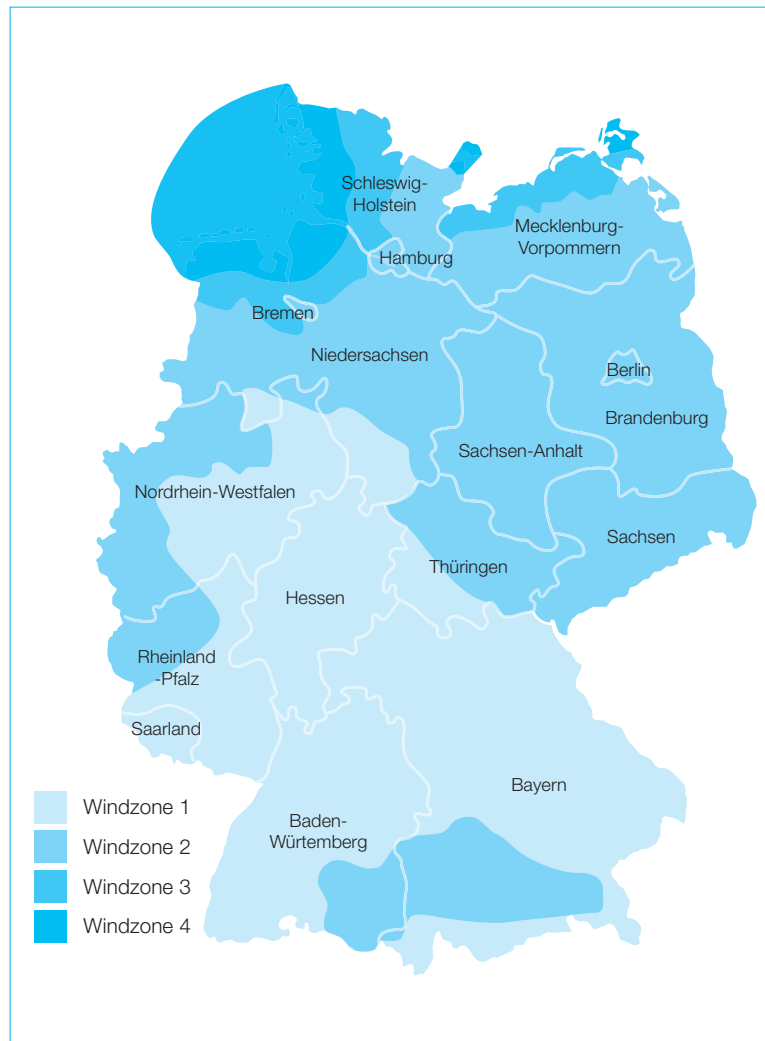 Schleswig-
Holstein
Mecklenburg-
Vorpommern
Hamburg
Bremen
Niedersachsen
Berlin
Brandenburg
Sachsen-Anhalt
Nordrhein-Westfalen
Sachsen
Thüringen
Hessen
Rheinland
-Pfalz
Saarland
Bayern
Baden-
Würtemberg
Windzone 1
Windzone 2
Windzone 3
Windzone 4